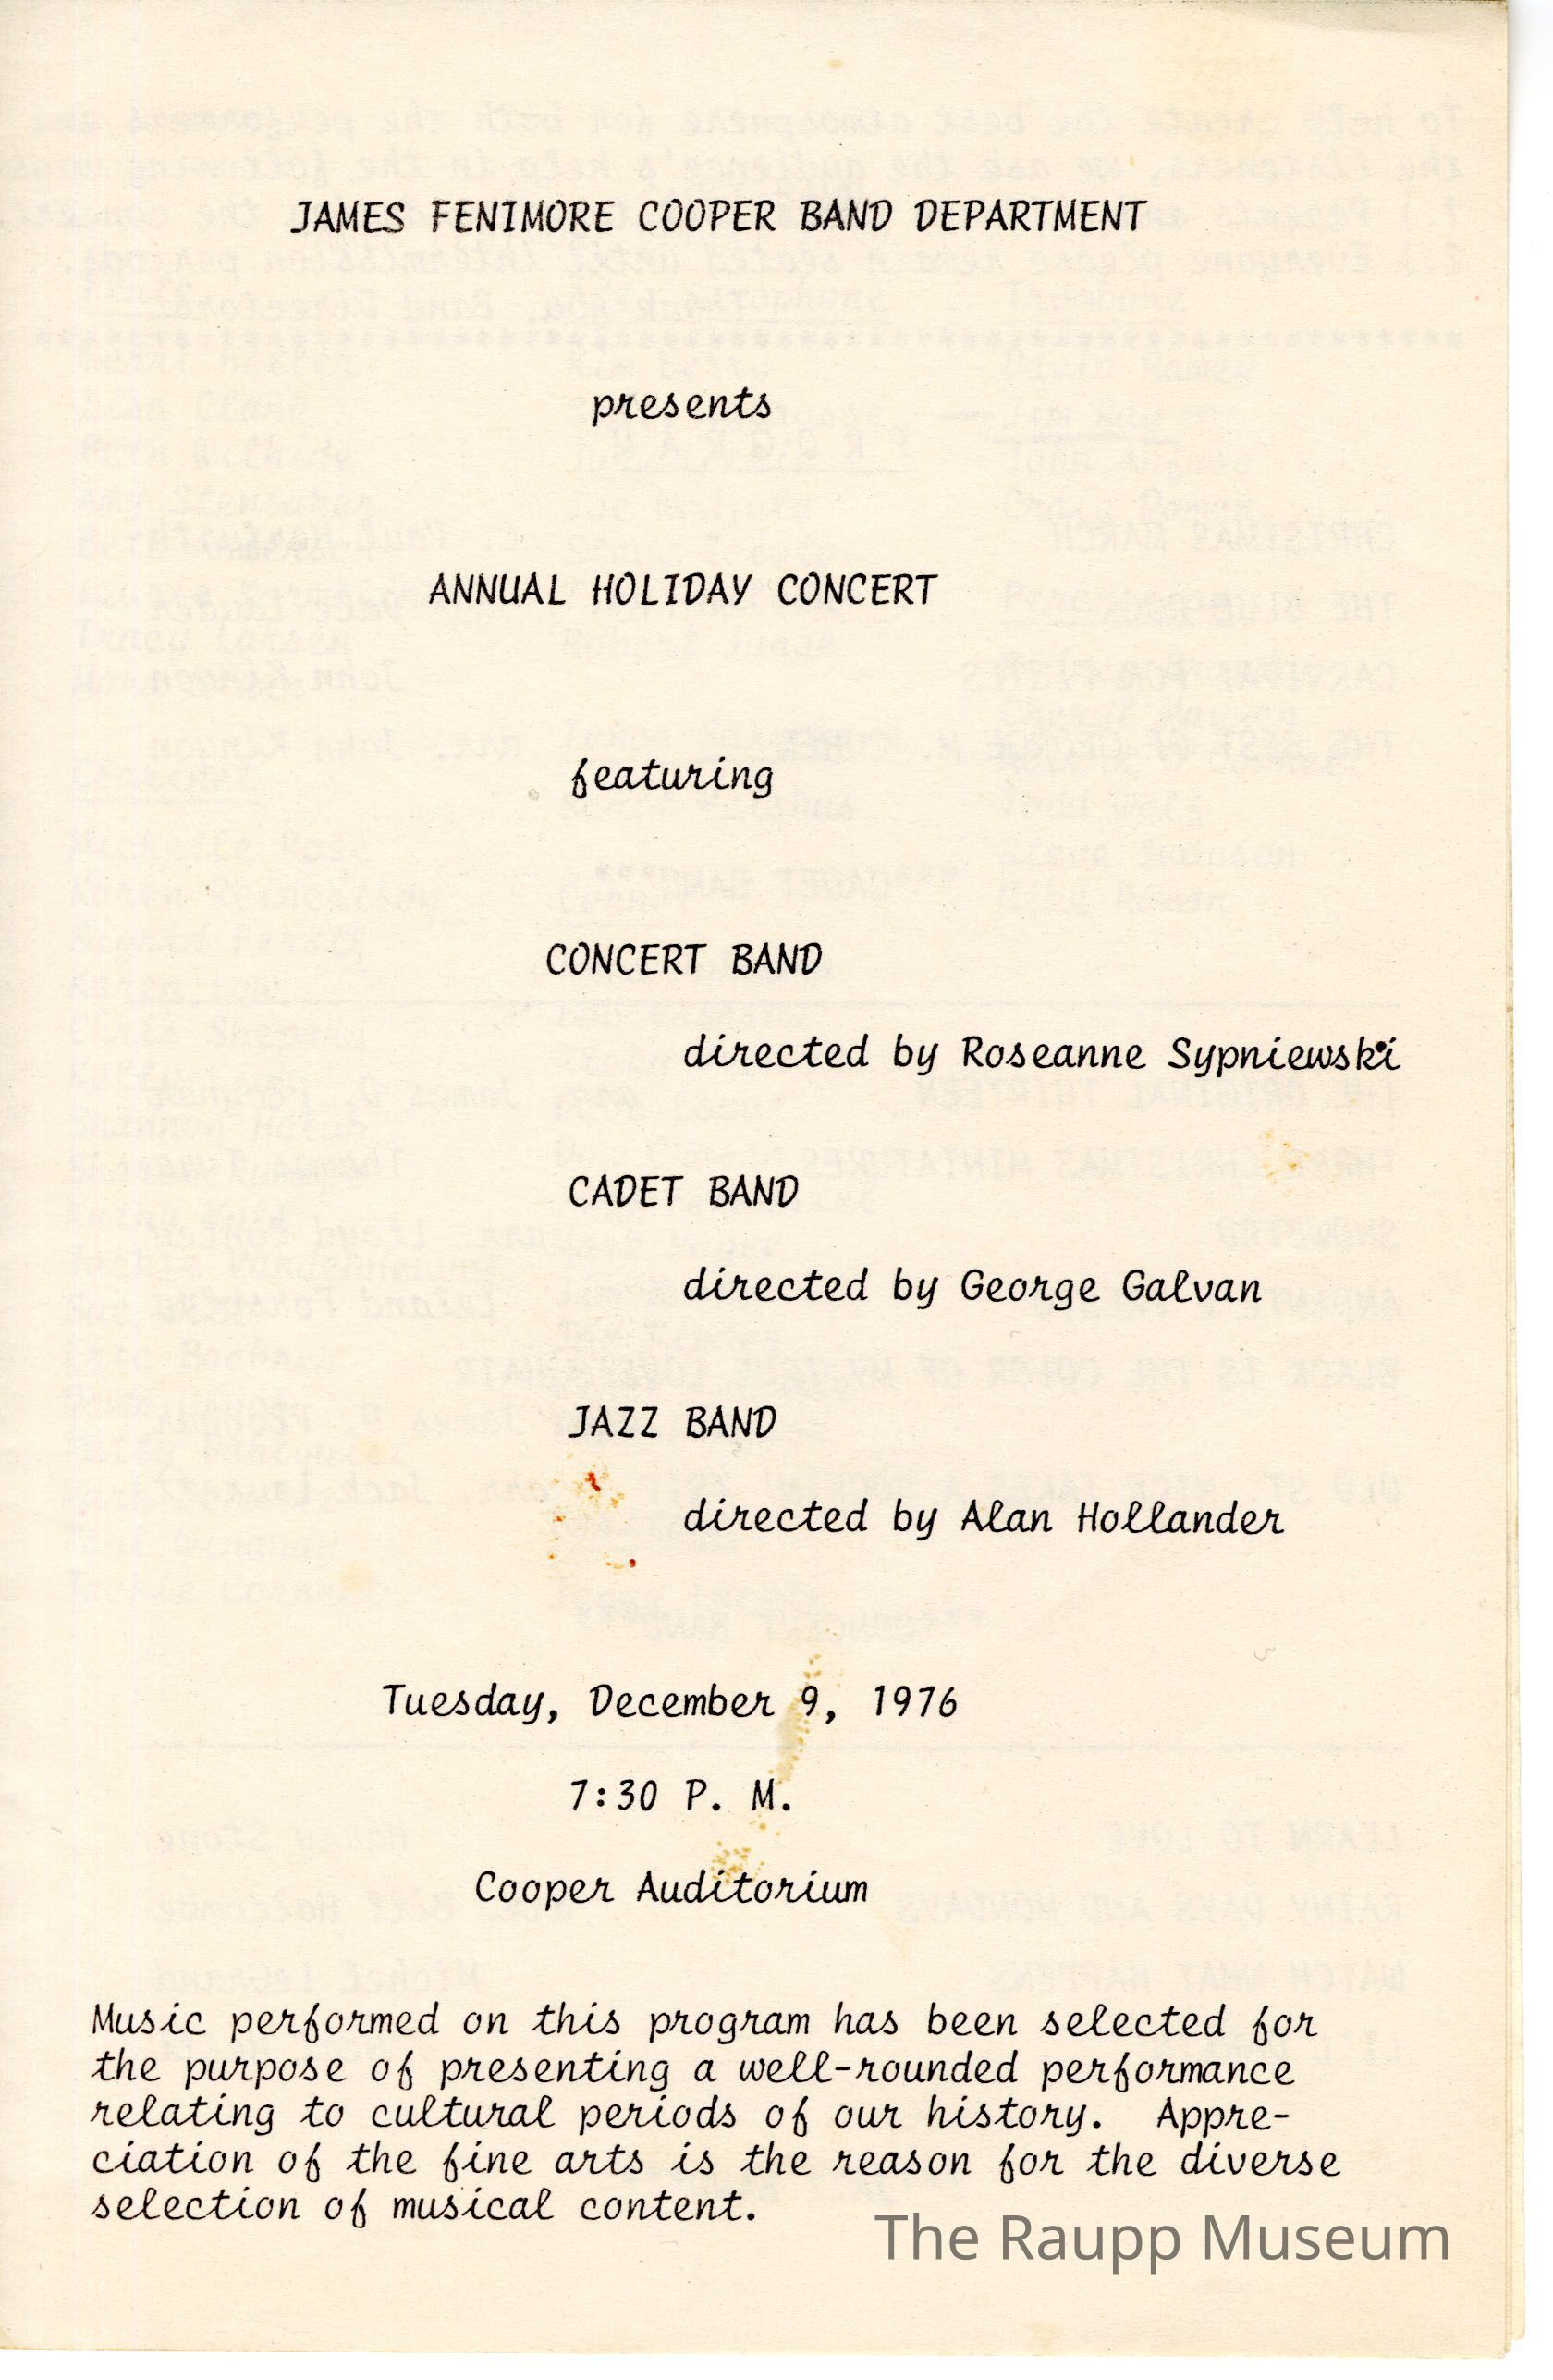 JAMES FENIMORE COOPER BAND DEPARTMENT
presents
ANNUAL HOLIDAY CONCERT
featuring
CONCERT BAND
directed by Roseanne Sypniewski
CADET BAND
directed by George Galvan
JAZZ BAND
directed by Alan Hollander
Tuesday, December 9, 1976
7:30 P. M.
Cooper Auditorium
Music performed on this program has been selected for
the purpose of presenting a well-rounded performance
relating to cultural periods of our history. Appre-
ciation of the fine arts is the reason for the diverse
selection of musical content.
The Raupp Museum